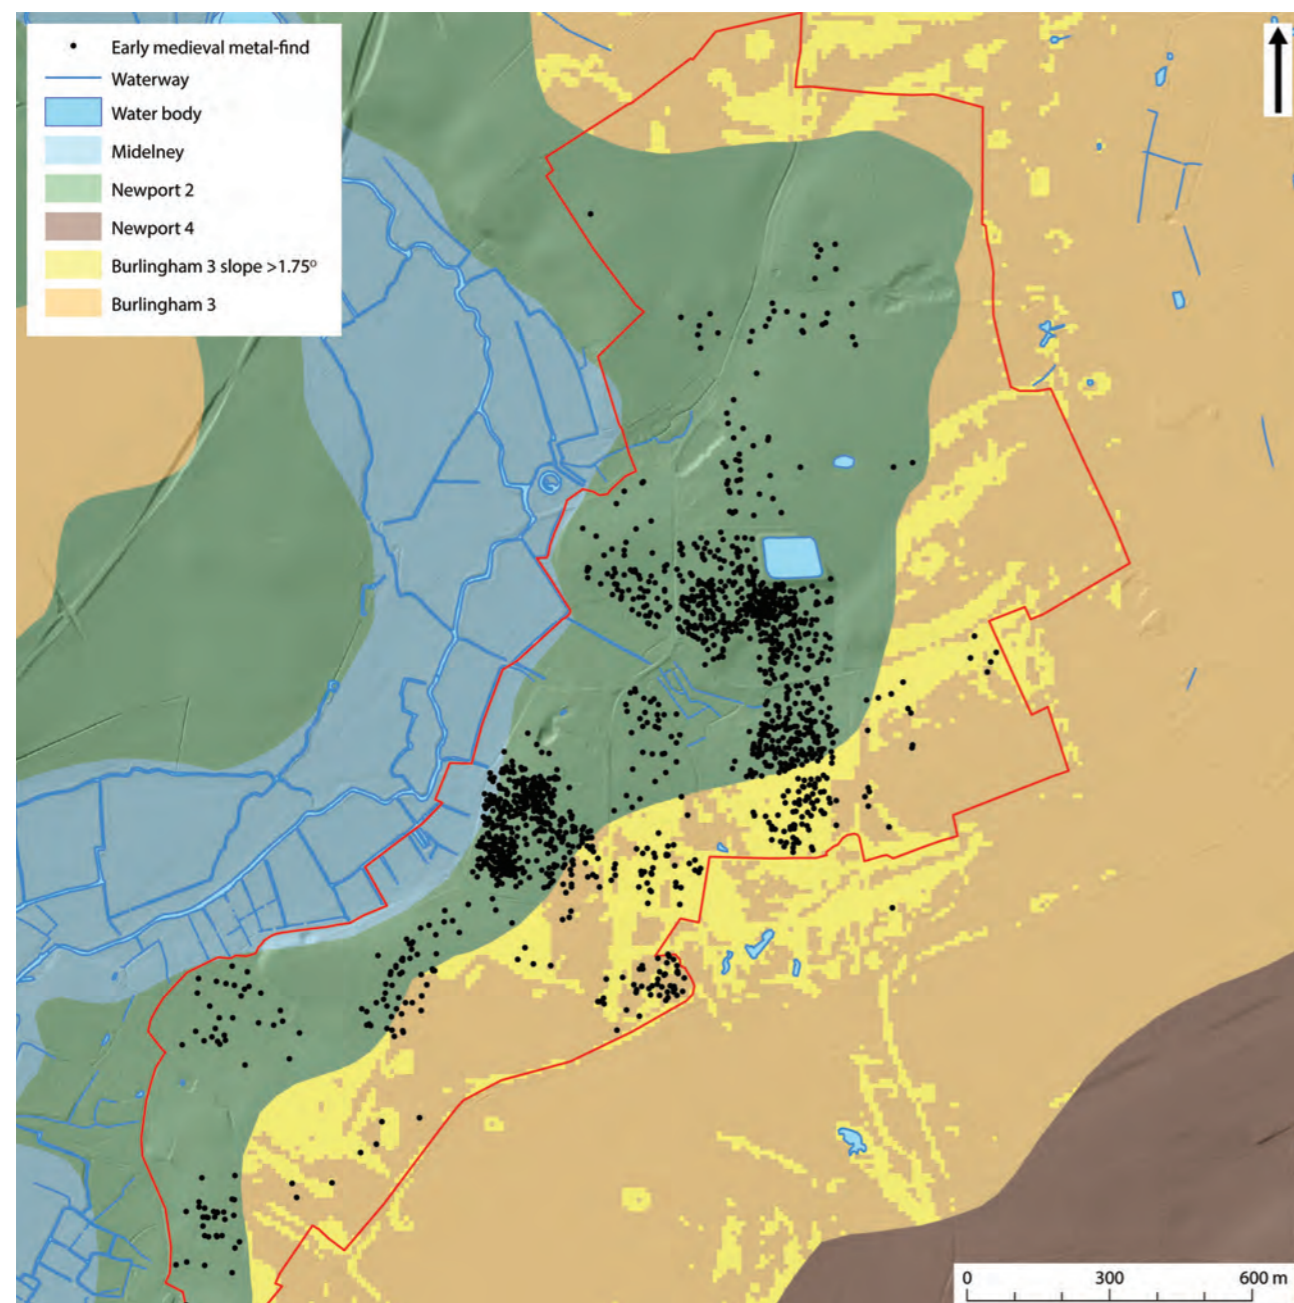 Early medieval metal-find
Waterway
Water body
Midelney
Newport 2
Newport 4
Burlingham 3 slope >1.75º
Burlingham 3
0 300 600 m